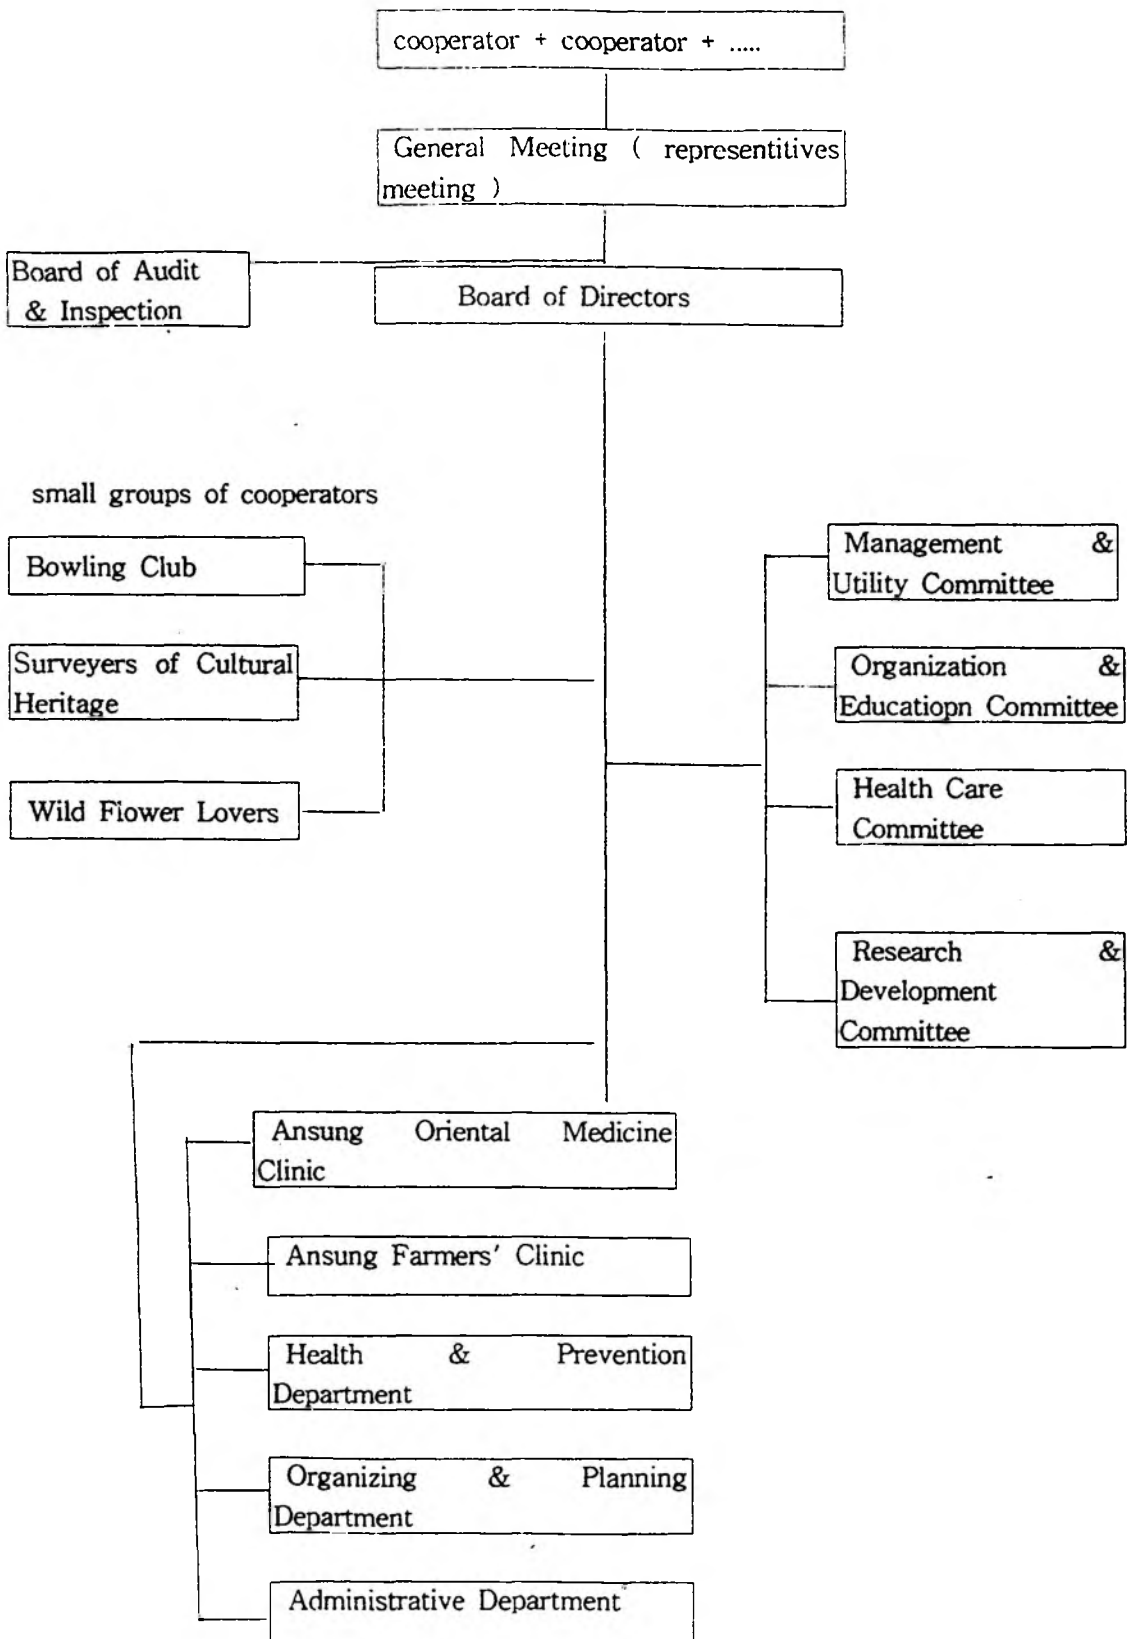 cooperator + cooperator + .....
General Meeting ( representitives
meeting )
Board of Audit
& Inspection
Board of Directors
small groups of cooperators
Bowling Club
Surveyers of Cultural
Heritage
Wild Flower Lovers
Management &
Utility Committee
Organization &
Educatiopn Committee
Health Care
Committee
Research &
Development
Committee
Ansung Oriental Medicine
Clinic
Ansung Farmers' Clinic
Health & Prevention
Department
Organizing & Planning
Department
Administrative Department